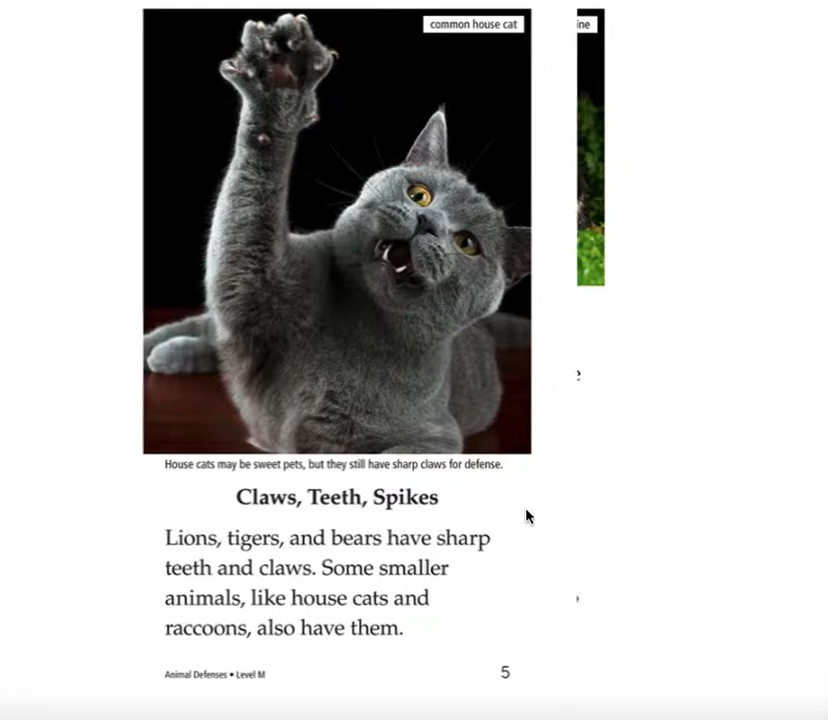 common house cat
ine
House cats may be sweet pets, but they still have sharp claws for defense.
Claws, Teeth, Spikes
Lions, tigers, and bears have sharp
teeth and claws. Some smaller
animals, like house cats and
raccoons, also have them.
Animal Defenses • Level M
5